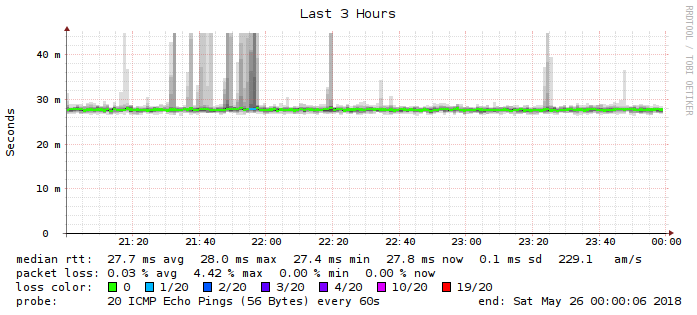 Last 3 Hours
RRDTOOL / TOBI OETIKER
Seconds
40 m
30 m
20 m
10 m
0
21:20 21:40 22:00 22:20 22:40 23:00 23:20 23:40 00:00
median rtt: 27.7 ms avg 28.0 ms max 27.4 ms min 27.8 ms now 0.1 ms sd 229.1 am/s
packet loss: 0.03 % avg 4.42 % max 0.00 % min 0.00 % now
loss color: 0 1/20 2/20 3/20 4/20 10/20 19/20
probe: 20 ICMP Echo Pings (56 Bytes) every 60s end: Sat May 26 00:00:06 2018